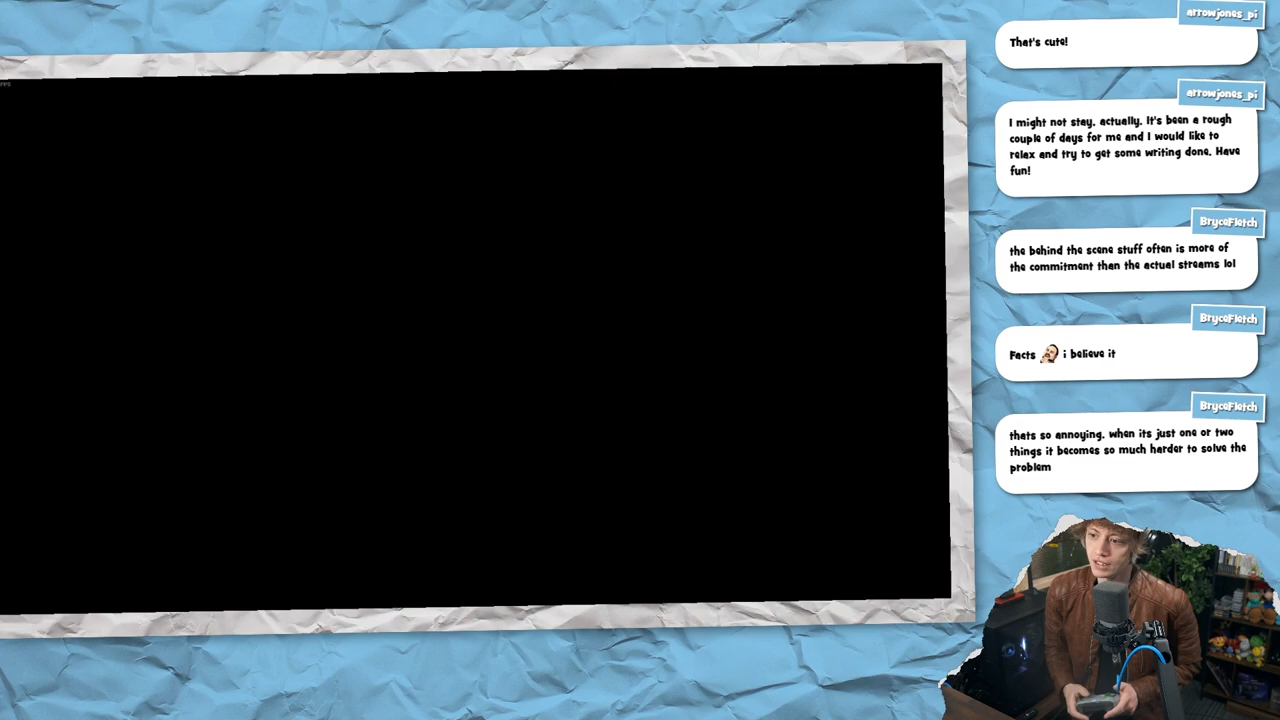 arrowjones_pi
That's cute!
arrowjones_pi
I might not stay, actually. It's been a rough
couple of days for me and I would like to
relax and try to get some writing done. Have
fun!
BryceFletch
the behind the scene stuff often is more of
the commitment than the actual streams lol
BryceFletch
Facts i believe it
BryceFletch
thats so annoying. when its just one or two
things it becomes so much harder to solve the
problem